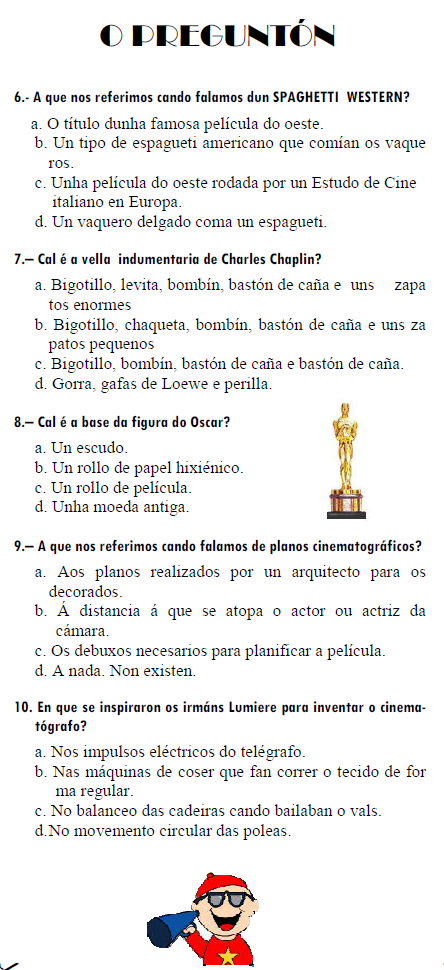 O PREGUNTÓN
6.- A que nos referimos cando falamos dun SPAGHETTI WESTERN?
a. O título dunha famosa película do oeste.
b. Un tipo de espagueti americano que comían os vaque
ros.
c. Unha película do oeste rodada por un Estudo de Cine
italiano en Europa.
d. Un vaquero delgado coma un espagueti.
7.– Cal é a vella indumentaria de Charles Chaplin?
a. Bigotillo, levita, bombín, bastón de caña e uns zapa
tos enormes
b. Bigotillo, chaqueta, bombín, bastón de caña e uns za
patos pequenos
c. Bigotillo, bombín, bastón de caña e bastón de caña.
d. Gorra, gafas de Loewe e perilla.
8.– Cal é a base da figura do Oscar?
a. Un escudo.
b. Un rollo de papel hixiénico.
c. Un rollo de película.
d. Unha moeda antiga.
9.– A que nos referimos cando falamos de planos cinematográficos?
a. Aos planos realizados por un arquitecto para os
decorados.
b. Á distancia á que se atopa o actor ou actriz da
cámara.
c. Os debuxos necesarios para planificar a película.
d. A nada. Non existen.
10. En que se inspiraron os irmáns Lumiere para inventar o cinema-
tógrafo?
a. Nos impulsos eléctricos do telégrafo.
b. Nas máquinas de coser que fan correr o tecido de for
ma regular.
c. No balanceo das cadeiras cando bailaban o vals.
d.No movemento circular das poleas.